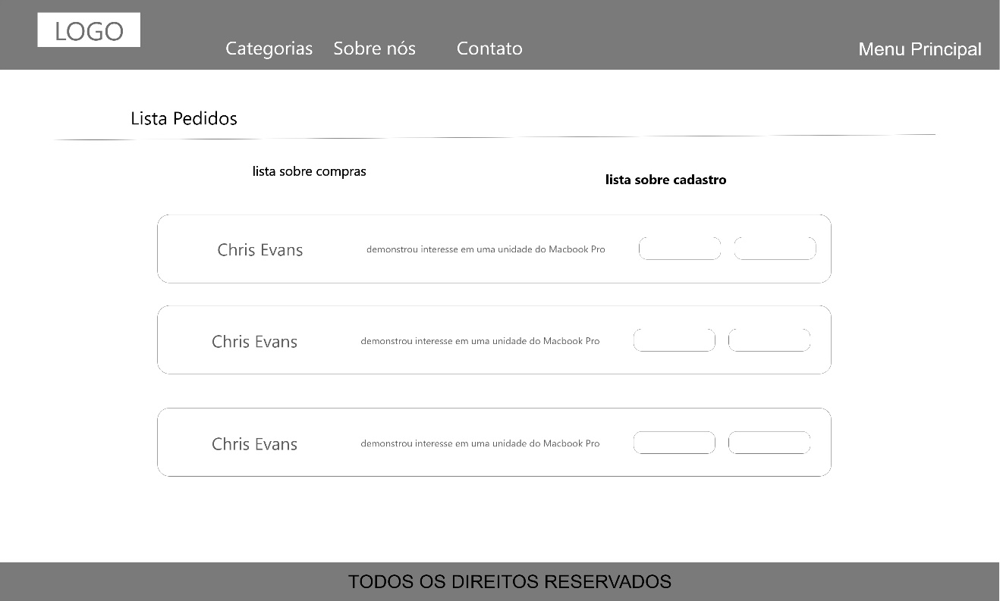 LOGO
Categorias
Sobre nós
Contato
Menu Principal
Lista Pedidos
lista sobre compras
lista sobre cadastro
Chris Evans
demonstrou interesse em uma unidade do Macbook Pro
Chris Evans
demonstrou interesse em uma unidade do Macbook Pro
Chris Evans
demonstrou interesse em uma unidade do Macbook Pro
TODOS OS DIREITOS RESERVADOS